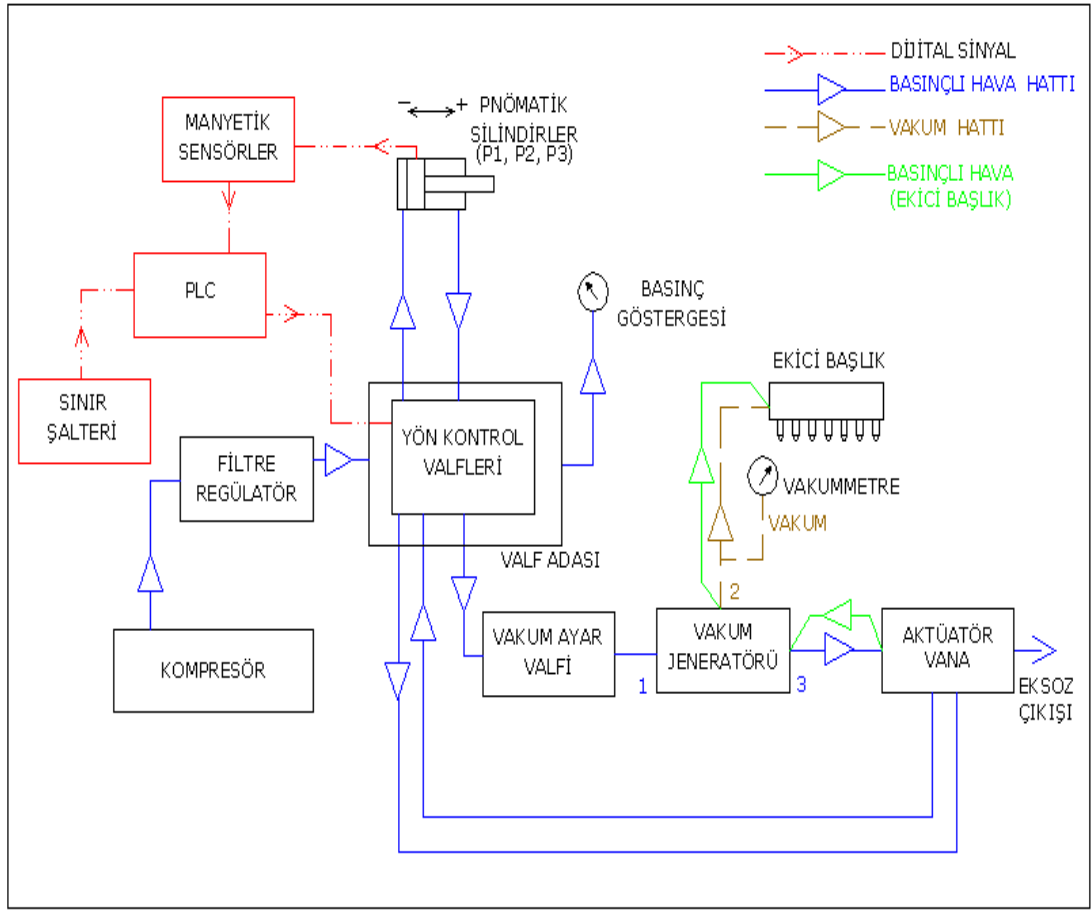 DİJİTAL SİNYAL
BASINÇLI HAVA HATTI
VAKUM HATTI
BASINÇLI HAVA
(EKİCİ BAŞLIK)
MANYETİK
SENSÖRLER
− + PNÖMATİK
SİLİNDİRLER
(P1, P2, P3)
PLC
BASINÇ
GÖSTERGESİ
SINIR
ŞALTERİ
EKİCİ BAŞLIK
FİLTRE
REGÜLATÖR
YÖN KONTROL
VALFLERİ
VAKUMMETRE
VAKUM
VALF ADASI
2
KOMPRESÖR
VAKUM AYAR
VALFİ
1
VAKUM
JENERATÖRÜ
3
AKTÜATÖR
VANA
EKSOZ
ÇIKIŞI